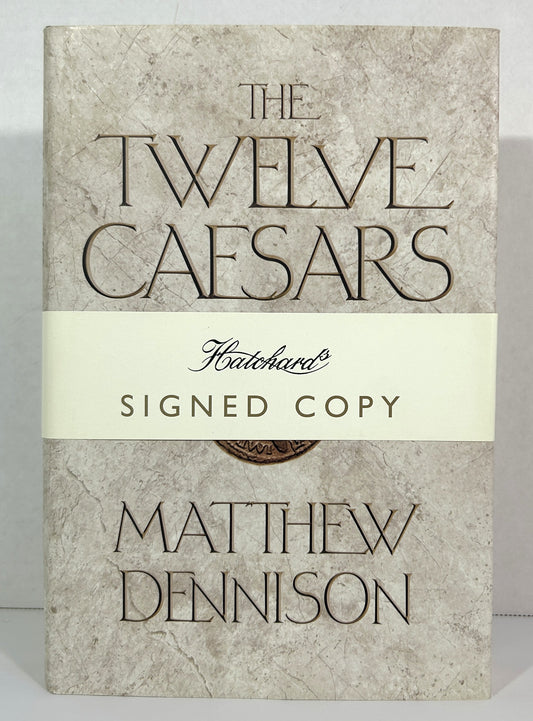 THE
TWELVE
CAESARS
Hatchards
SIGNED COPY
MATTHEW
DENNISON